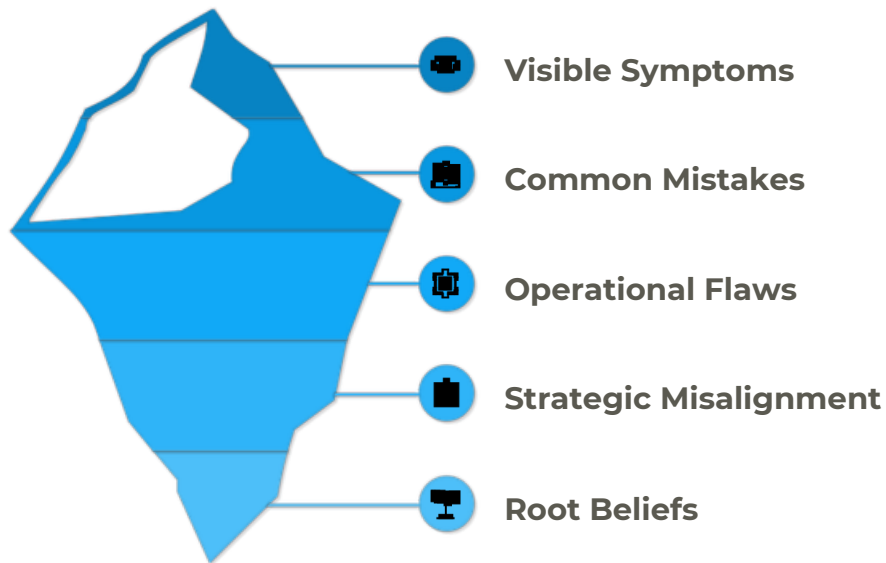 Visible Symptoms
Common Mistakes
Operational Flaws
Strategic Misalignment
Root Beliefs